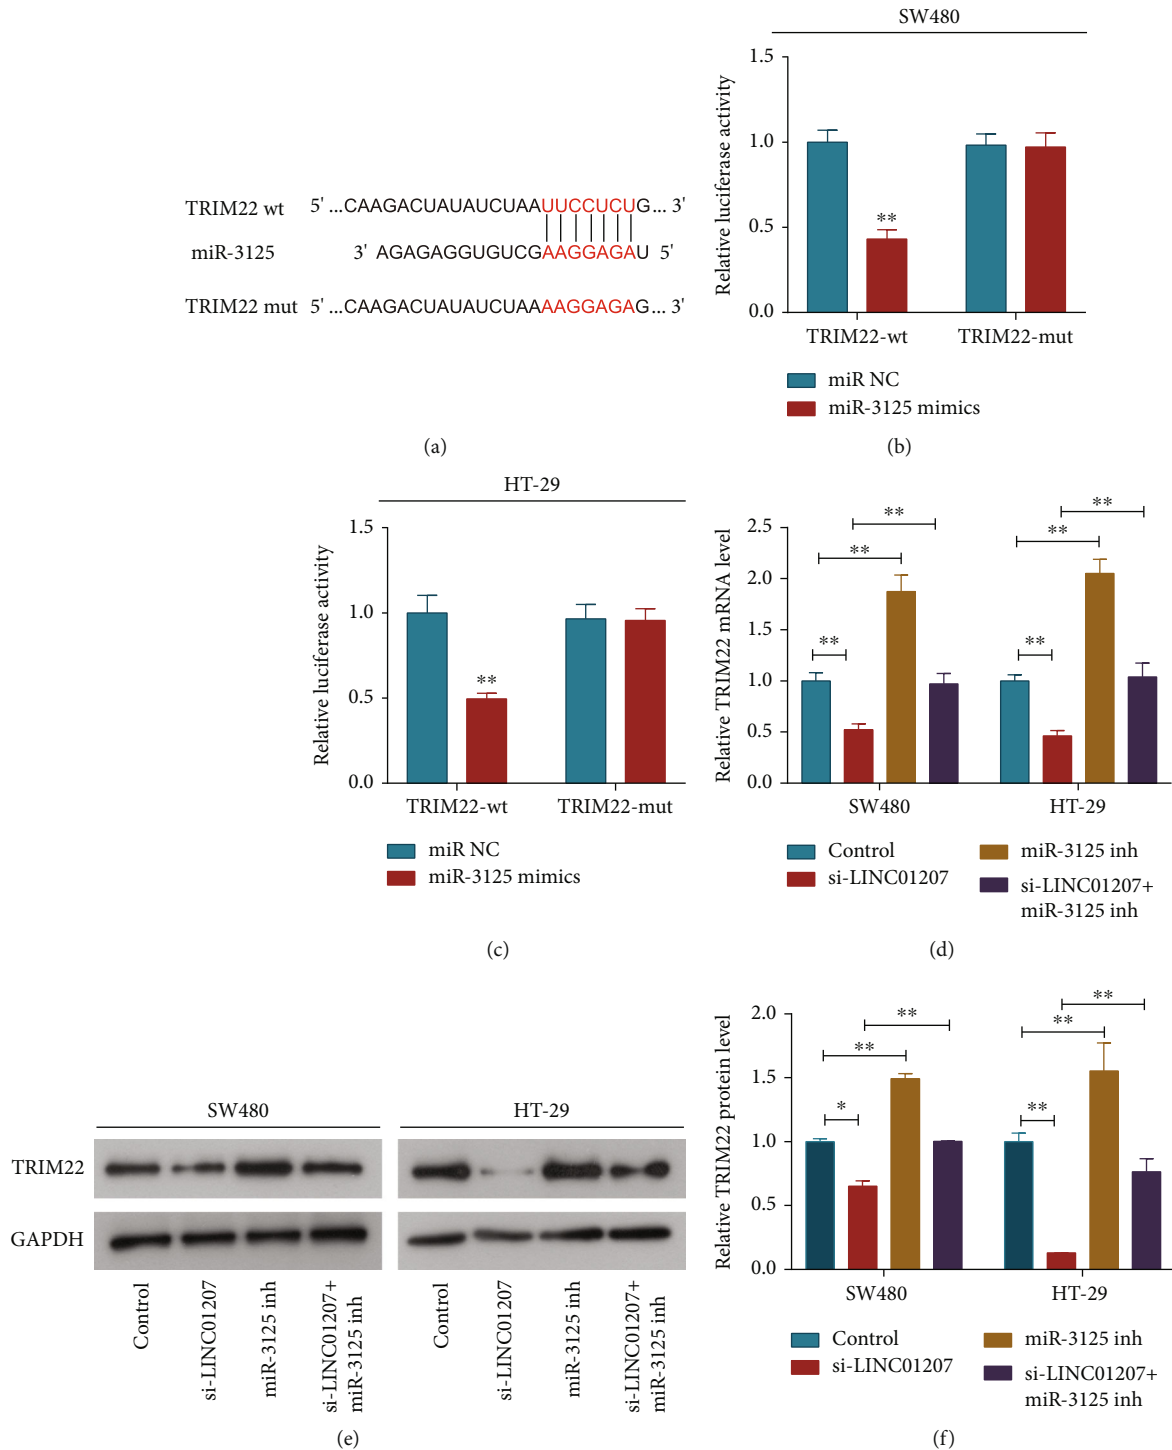 TRIM22 wt 5' ...CAAGACUAUAUCUAAUUCCUCUG... 3'
miR-3125 3' AGAGAGGUGUCGAAGGAGAU 5'
TRIM22 mut 5' ...CAAGACUAUAUCUAAAAGGAGAG... 3'
(a)
SW480
Relative luciferase activity
1.5
1.0
0.5
0.0
**
TRIM22-wt TRIM22-mut
miR NC
miR-3125 mimics
(b)
HT-29
Relative luciferase activity
1.5
1.0
0.5
0.0
**
TRIM22-wt TRIM22-mut
miR NC
miR-3125 mimics
(c)
Relative TRIM22 mRNA level
2.5
2.0
1.5
1.0
0.5
0.0
** ** **
** ** **
SW480 HT-29
Control
si-LINC01207
miR-3125 inh
si-LINC01207+
miR-3125 inh
(d)
SW480 HT-29
TRIM22
GAPDH
Control
si-LINC01207
miR-3125 inh
si-LINC01207+
miR-3125 inh
Control
si-LINC01207
miR-3125 inh
si-LINC01207+
miR-3125 inh
(e)
Relative TRIM22 protein level
2.0
1.5
1.0
0.5
0.0
* ** **
** ** **
SW480 HT-29
Control
si-LINC01207
miR-3125 inh
si-LINC01207+
miR-3125 inh
(f)